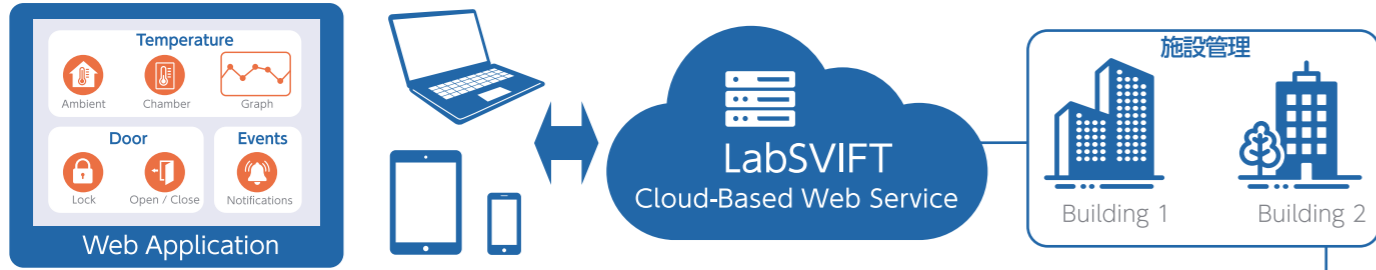 Temperature
Ambient
Chamber
Graph
Door
Events
Lock
Open / Close
Notifications
Web Application
LabSVIFT
Cloud-Based Web Service
施設管理
Building 1
Building 2